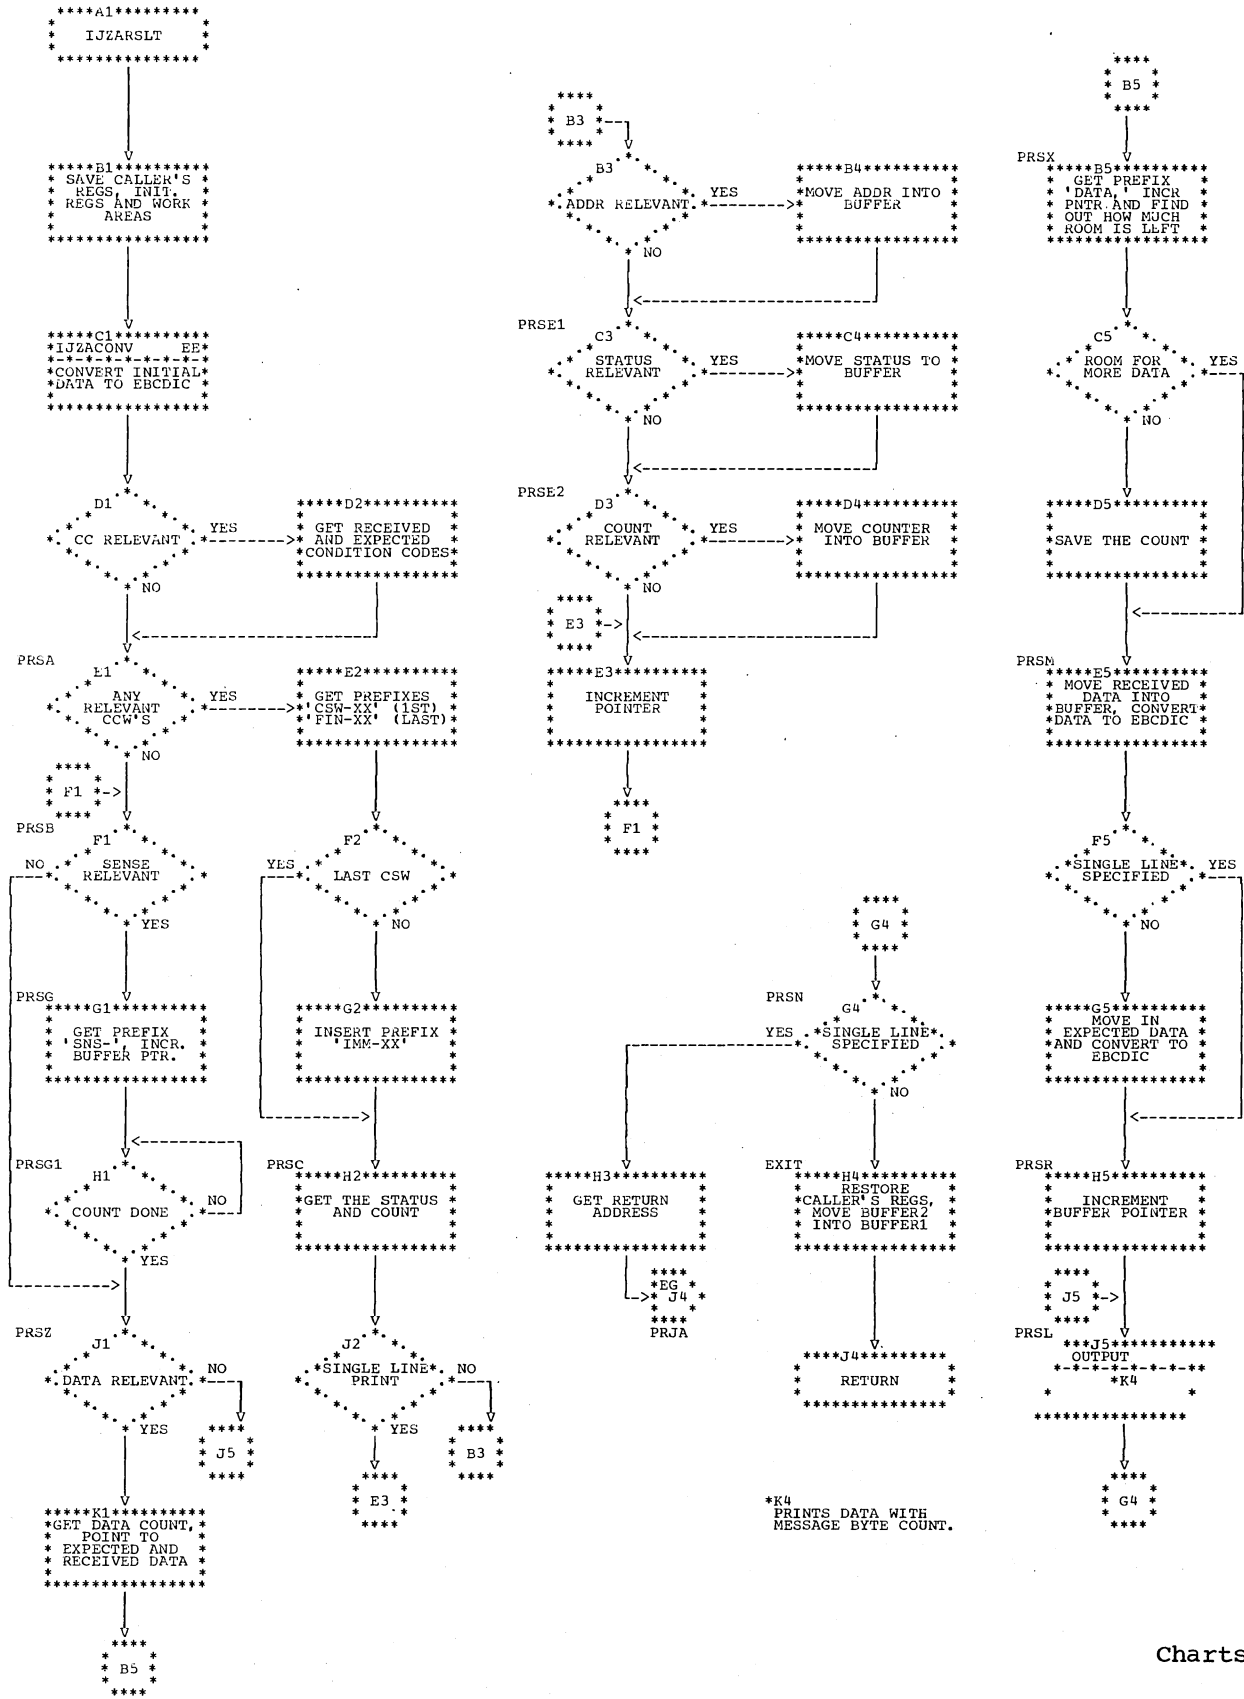 A1
IJZARSLT
B1
SAVE CALLER'S
REGS, INIT.
REGS AND WORK
AREAS
C1
IJZACONV EE
CONVERT INITIAL
DATA TO EBCDIC
D1
CC RELEVANT
YES
NO
D2
GET RECEIVED
AND EXPECTED
CONDITION CODES
PRSA
E1
ANY
RELEVANT
CCW'S
YES
NO
E2
GET PREFIXES
'CSW-XX' (1ST)
'FIN-XX' (LAST)
F1
PRSB
F1
SENSE
RELEVANT
NO
YES
F2
LAST CSW
YES
NO
PRSG
G1
GET PREFIX
'SNS-', INCR.
BUFFER PTR.
G2
INSERT PREFIX
'IMM-XX'
PRSG1
H1
COUNT DONE
NO
YES
PRSC
H2
GET THE STATUS
AND COUNT
PRSZ
J1
DATA RELEVANT
NO
YES
J5
J2
SINGLE LINE
PRINT
NO
YES
B3
E3
K1
GET DATA COUNT,
POINT TO
EXPECTED AND
RECEIVED DATA
B5
B3
B3
ADDR RELEVANT
YES
NO
B4
MOVE ADDR INTO
BUFFER
PRSE1
C3
STATUS
RELEVANT
YES
NO
C4
MOVE STATUS TO
BUFFER
PRSE2
D3
COUNT
RELEVANT
YES
NO
D4
MOVE COUNTER
INTO BUFFER
E3
E3
INCREMENT
POINTER
F1
G4
PRSN
G4
SINGLE LINE
SPECIFIED
YES
NO
H3
GET RETURN
ADDRESS
EG
J4
PRJA
EXIT
H4
RESTORE
CALLER'S REGS,
MOVE BUFFER2
INTO BUFFER1
J4
RETURN
*K4
PRINTS DATA WITH
MESSAGE BYTE COUNT.
B5
PRSX
B5
GET PREFIX
'DATA,' INCR
PNTR AND FIND
OUT HOW MUCH
ROOM IS LEFT
C5
ROOM FOR
MORE DATA
YES
NO
D5
SAVE THE COUNT
PRSM
E5
MOVE RECEIVED
DATA INTO
BUFFER, CONVERT
DATA TO EBCDIC
F5
SINGLE LINE
SPECIFIED
YES
NO
G5
MOVE IN
EXPECTED DATA
AND CONVERT TO
EBCDIC
PRSR
H5
INCREMENT
BUFFER POINTER
J5
PRSL
J5
OUTPUT
*K4
G4
Charts